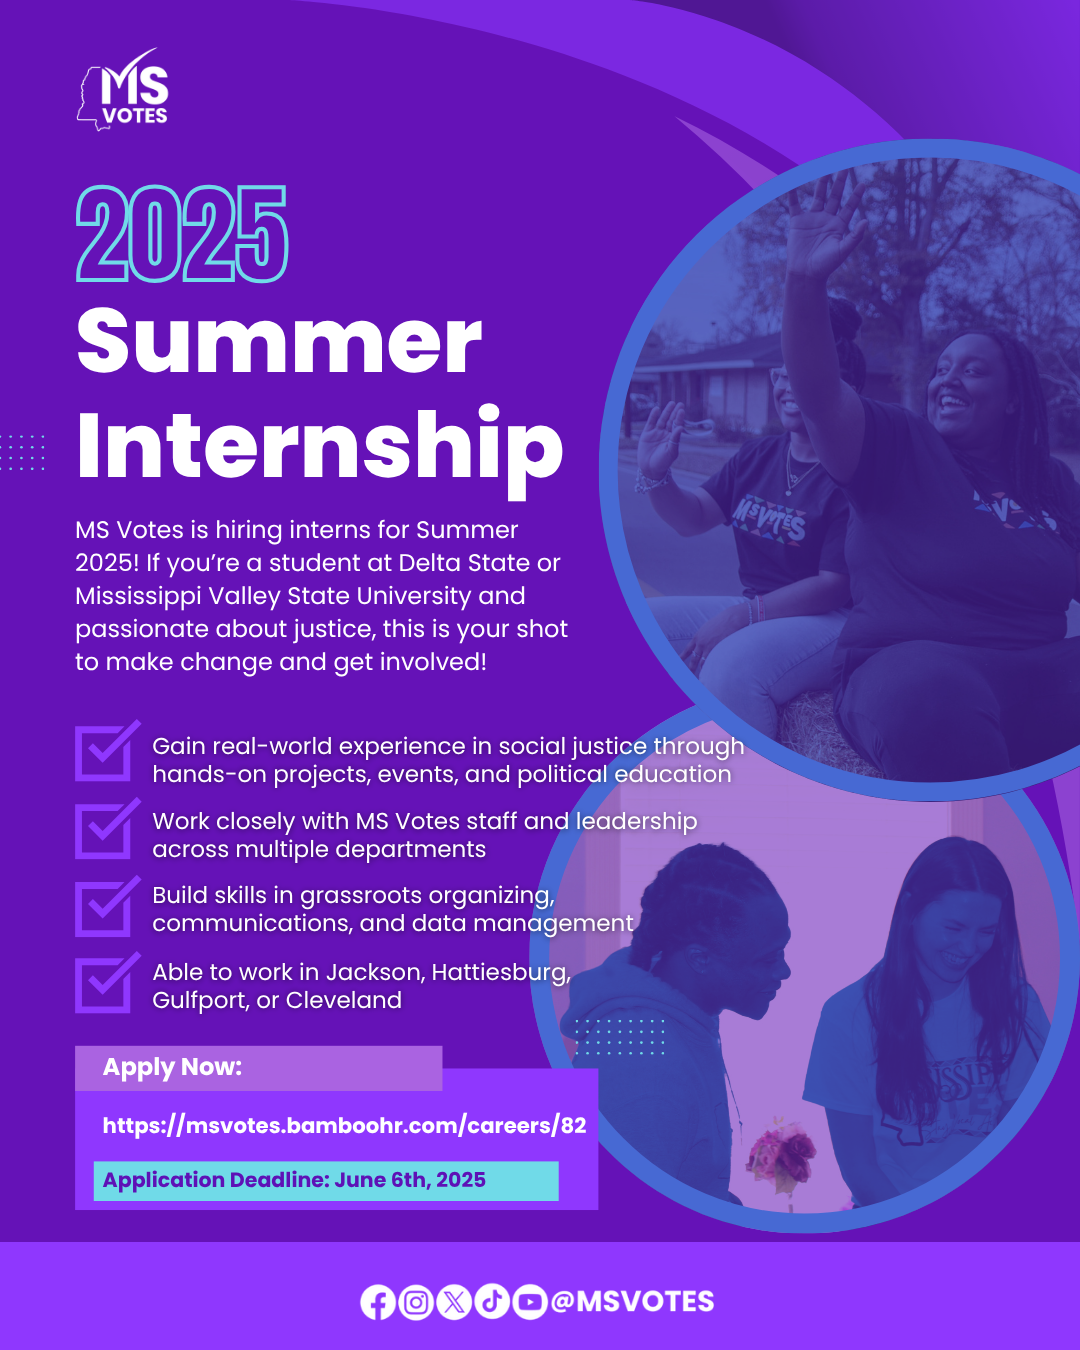 MS
VOTES
2025
Summer
Internship
MS Votes is hiring interns for Summer
2025! If you’re a student at Delta State or
Mississippi Valley State University and
passionate about justice, this is your shot
to make change and get involved!
Gain real-world experience in social justice through
hands-on projects, events, and political education
Work closely with MS Votes staff and leadership
across multiple departments
Build skills in grassroots organizing,
communications, and data management
Able to work in Jackson, Hattiesburg,
Gulfport, or Cleveland
Apply Now:
https://msvotes.bamboohr.com/careers/82
Application Deadline: June 6th, 2025
@MSVOTES
MSVOTES